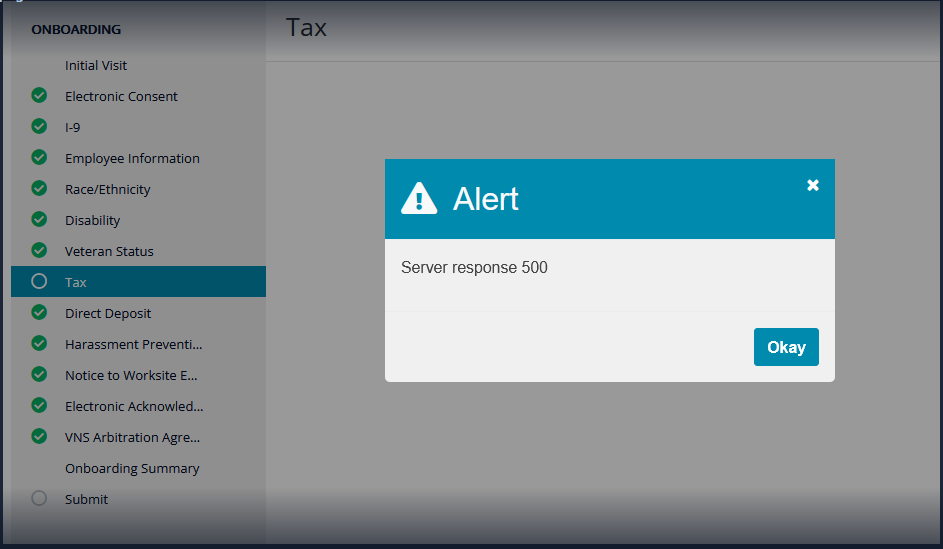 ONBOARDING
Initial Visit
Electronic Consent
I-9
Employee Information
Race/Ethnicity
Disability
Veteran Status
Tax
Direct Deposit
Harassment Preventi...
Notice to Worksite E...
Electronic Acknowled...
VNS Arbitration Agre...
Onboarding Summary
Submit
Tax
Alert
Server response 500
Okay